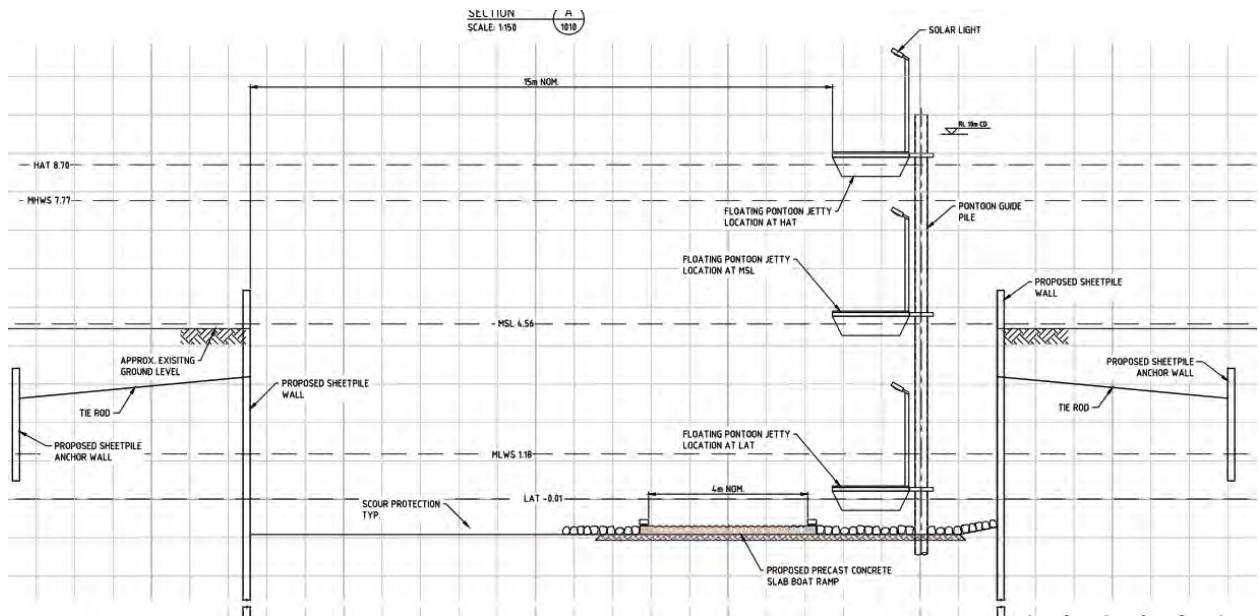 SECTION
A
SCALE: 1:150
1010
SOLAR LIGHT
15m NOM.
RL 10m CD
HAT 8.70
MHWS 7.77
FLOATING PONTOON JETTY
LOCATION AT HAT
PONTOON GUIDE
PILE
FLOATING PONTOON JETTY
LOCATION AT MSL
PROPOSED SHEETPILE
WALL
MSL 4.56
APPROX. EXISITNG
GROUND LEVEL
PROPOSED SHEETPILE
WALL
PROPOSED SHEETPILE
ANCHOR WALL
TIE ROD
TIE ROD
PROPOSED SHEETPILE
ANCHOR WALL
FLOATING PONTOON JETTY
LOCATION AT LAT
MLWS 1.18
4m NOM.
LAT -0.01
SCOUR PROTECTION
TYP.
PROPOSED PRECAST CONCRETE
SLAB BOAT RAMP